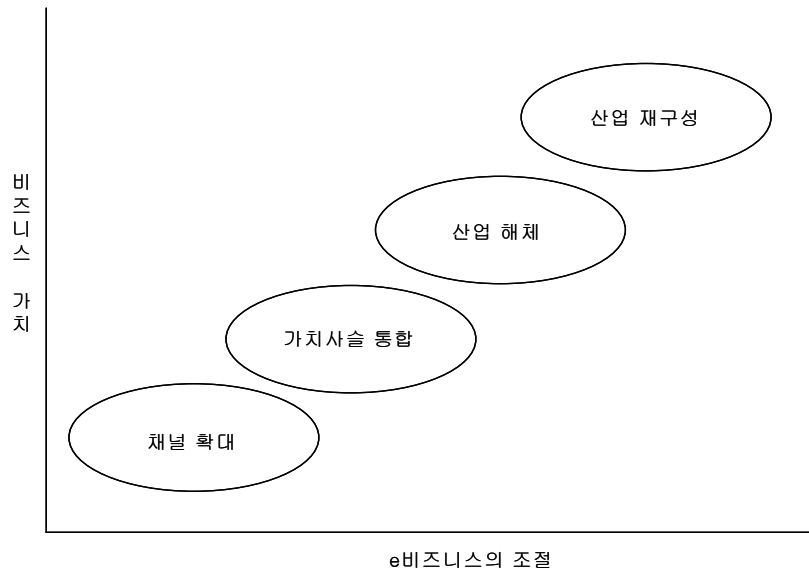 산업 재구성
산업 해체
가치사슬 통합
채널 확대
비즈니스 가치
e비즈니스의 조절